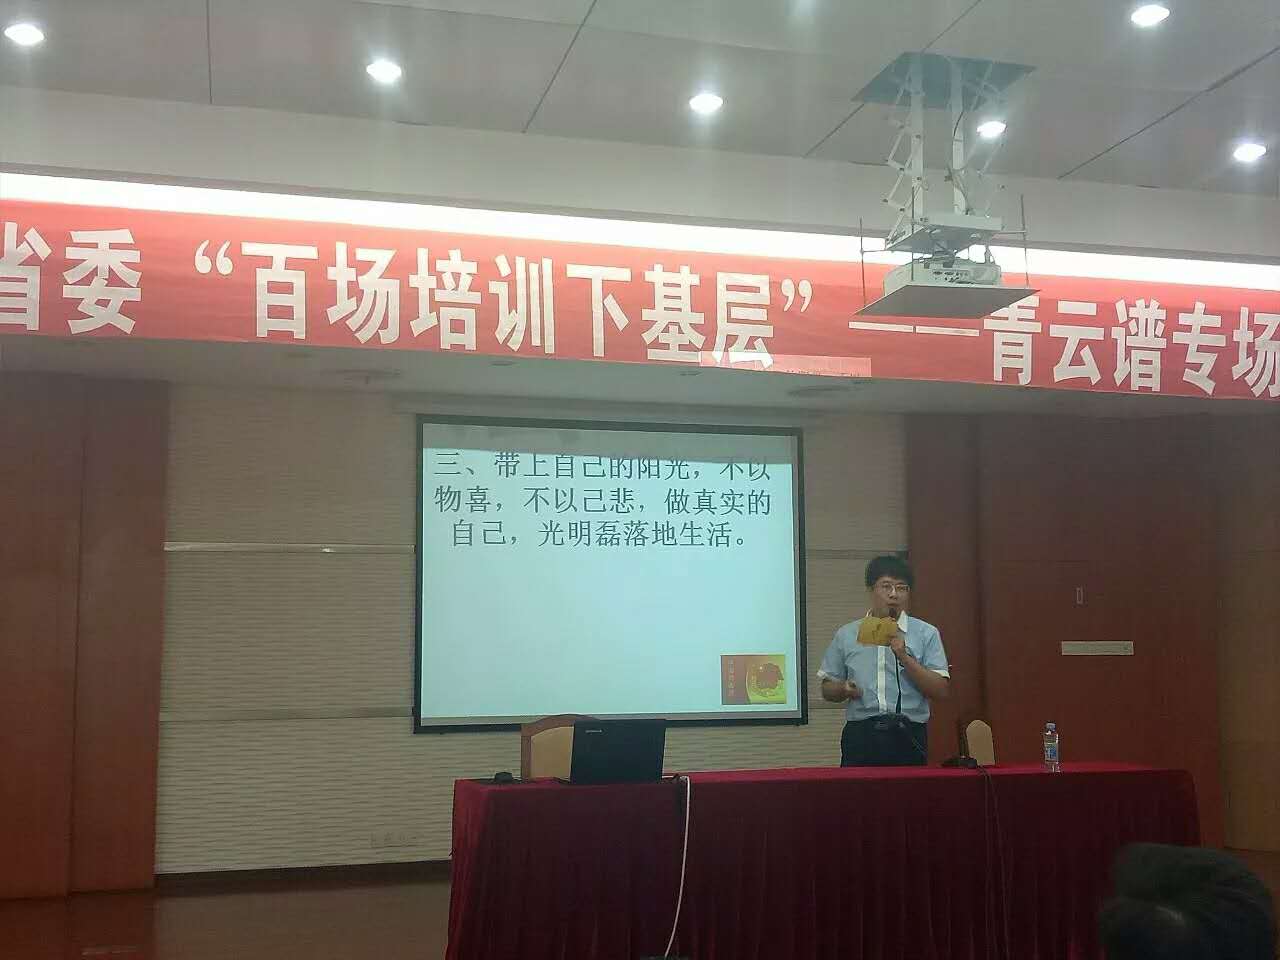 省委“百场培训下基层”——青云谱专场
三、带上自己的阳光，不以
物喜，不以己悲，做真实的
自己，光明磊落地生活。